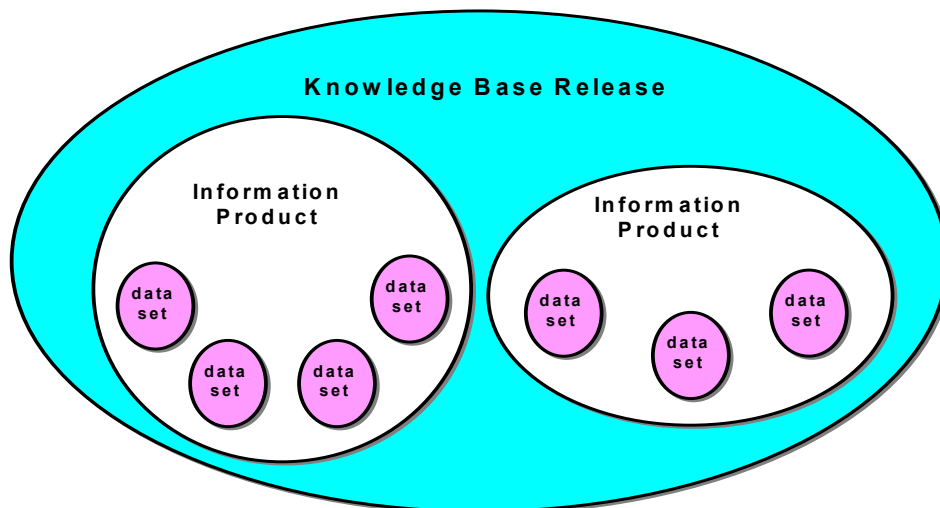 Knowledge Base Release
Information
Product
data
set
data
set
data
set
data
set
Information
Product
data
set
data
set
data
set